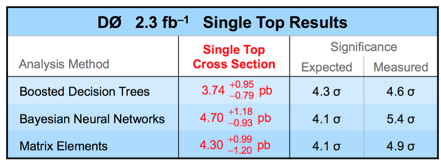 DØ 2.3 fb⁻¹ Single Top Results
Analysis Method Single Top Cross Section Significance
Expected Measured
Boosted Decision Trees 3.74 +0.95 −0.79 pb 4.3 σ 4.6 σ
Bayesian Neural Networks 4.70 +1.18 −0.93 pb 4.1 σ 5.4 σ
Matrix Elements 4.30 +0.99 −1.20 pb 4.1 σ 4.9 σ